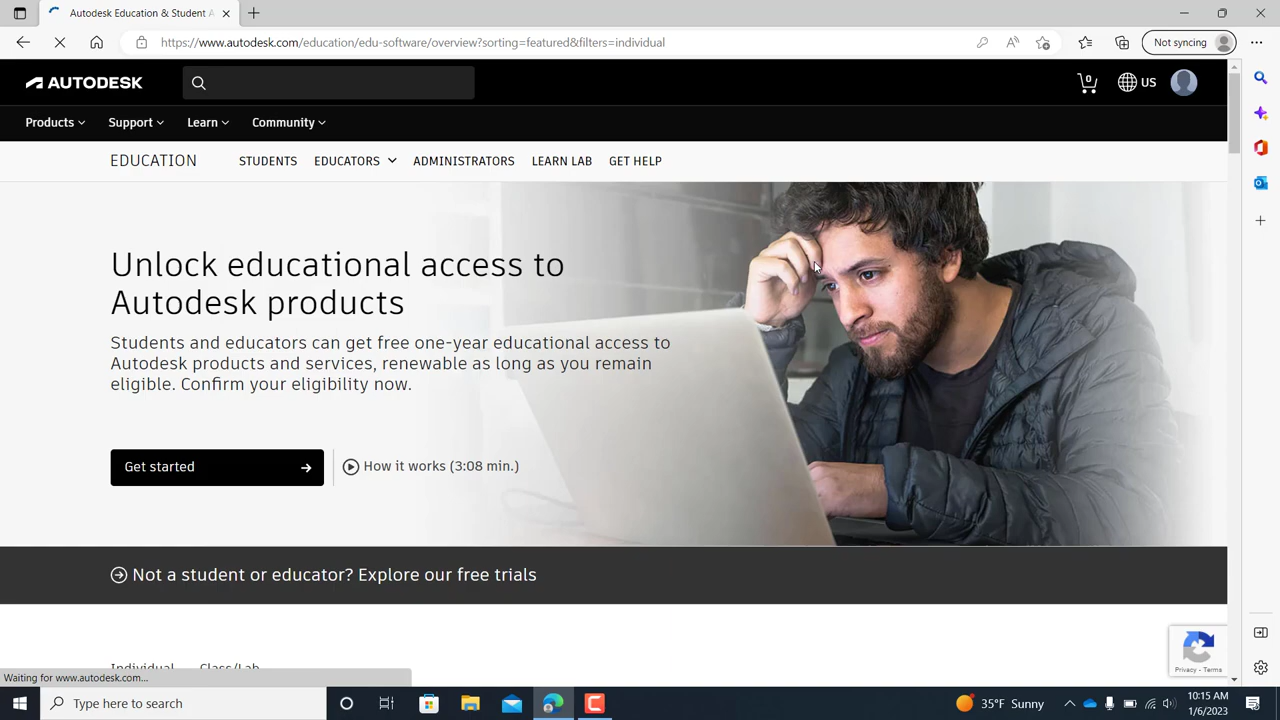 Autodesk Education & Student A
https://www.autodesk.com/education/edu-software/overview?sorting=featured&filters=individual
Not syncing
AUTODESK
0
US
Products
Support
Learn
Community
EDUCATION
STUDENTS
EDUCATORS
ADMINISTRATORS
LEARN LAB
GET HELP
Unlock educational access to
Autodesk products
Students and educators can get free one-year educational access to
Autodesk products and services, renewable as long as you remain
eligible. Confirm your eligibility now.
Get started
How it works (3:08 min.)
Not a student or educator? Explore our free trials
Individual
Class/Lab
Privacy - Terms
Waiting for www.autodesk.com...
Type here to search
35°F Sunny
10:15 AM
1/6/2023